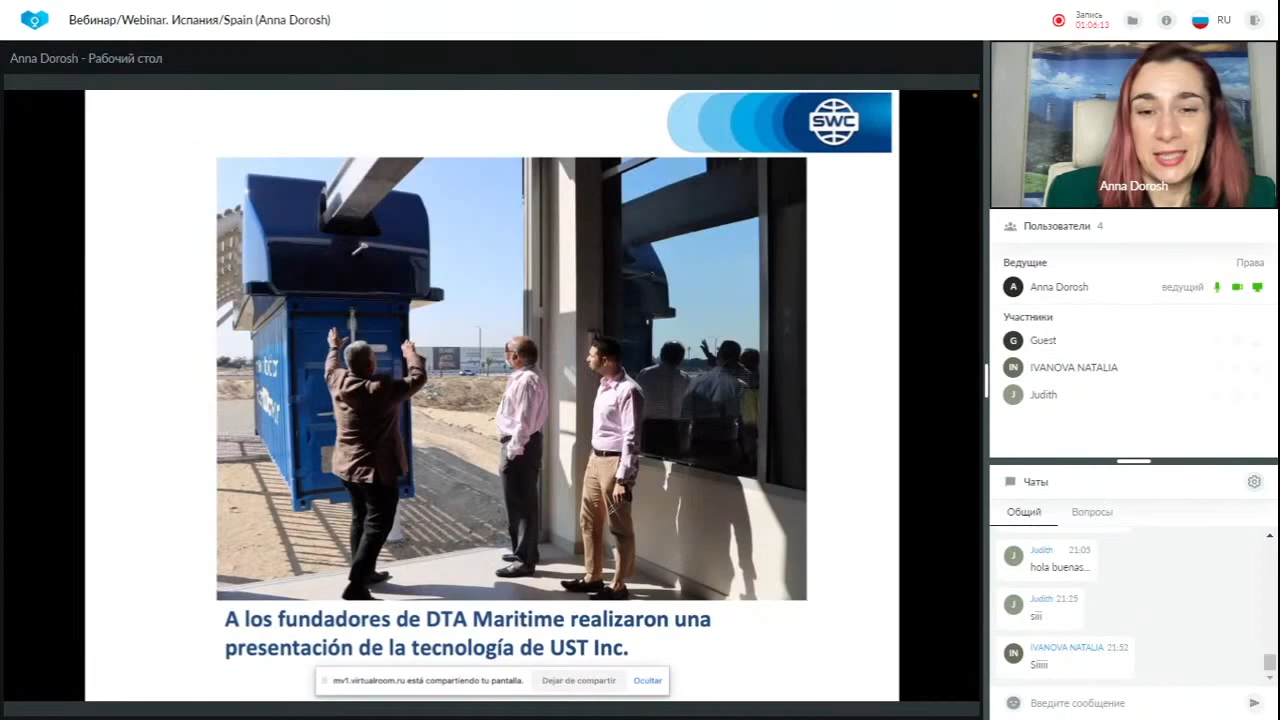 Вебинар/Webinar. Испания/Spain (Anna Dorosh)
Запись
01:06:13
RU
Anna Dorosh - Рабочий стол
SWC
A los fundadores de DTA Maritime realizaron una
presentación de la tecnología de UST Inc.
mv1.virtualroom.ru está compartiendo tu pantalla.
Dejar de compartir
Ocultar
Anna Dorosh
Пользователи 4
Ведущие Права
A Anna Dorosh ведущий
Участники
G Guest
IN IVANOVA NATALIA
J Judith
Чаты
Общий Вопросы
J Judith 21:05
hola buenas...
J Judith 21:25
siii
IN IVANOVA NATALIA 21:52
Siiiii
Введите сообщение